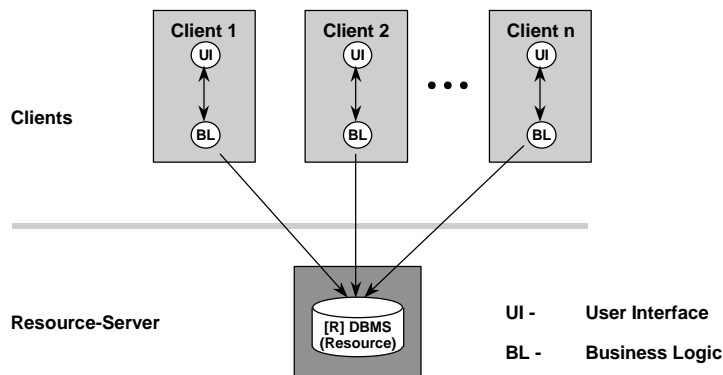 Client 1
Client 2
Client n
UI
UI
UI
Clients
BL
BL
BL
Resource-Server
[R] DBMS
(Resource)
UI - User Interface
BL - Business Logic